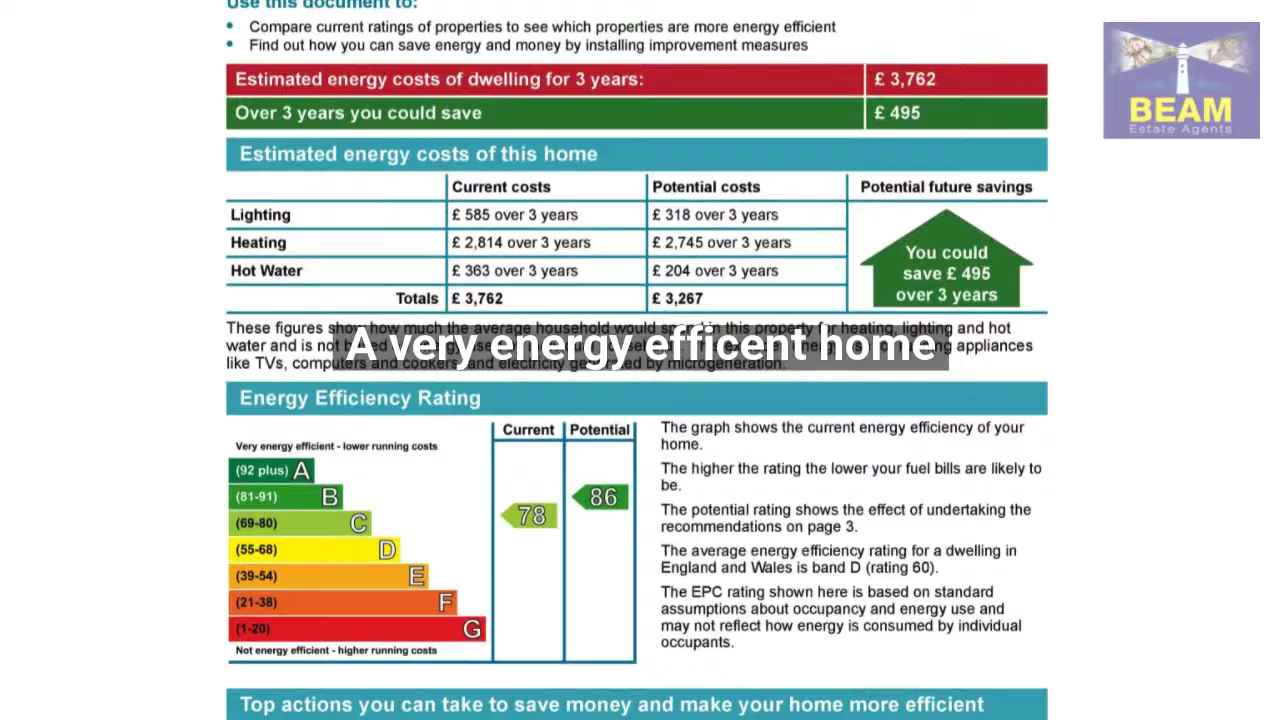 Use this document to:
• Compare current ratings of properties to see which properties are more energy efficient
• Find out how you can save energy and money by installing improvement measures
BEAM
Estate Agents
Estimated energy costs of dwelling for 3 years: £ 3,762
Over 3 years you could save £ 495
Estimated energy costs of this home
Current costs Potential costs Potential future savings
Lighting £ 585 over 3 years £ 318 over 3 years
Heating £ 2,814 over 3 years £ 2,745 over 3 years
Hot Water £ 363 over 3 years £ 204 over 3 years
Totals £ 3,762 £ 3,267
You could
save £ 495
over 3 years
These figures show how much the average household would spend in this property for heating, lighting and hot
water and is not appliances
like TVs, computers and cookers, and electricity generated by microgeneration.
A very energy efficent home
Energy Efficiency Rating
Current Potential
Very energy efficient - lower running costs
(92 plus) A
(81-91) B
(69-80) C
(55-68) D
(39-54) E
(21-38) F
(1-20) G
Not energy efficient - higher running costs
78
86
The graph shows the current energy efficiency of your
home.
The higher the rating the lower your fuel bills are likely to
be.
The potential rating shows the effect of undertaking the
recommendations on page 3.
The average energy efficiency rating for a dwelling in
England and Wales is band D (rating 60).
The EPC rating shown here is based on standard
assumptions about occupancy and energy use and
may not reflect how energy is consumed by individual
occupants.
Top actions you can take to save money and make your home more efficient